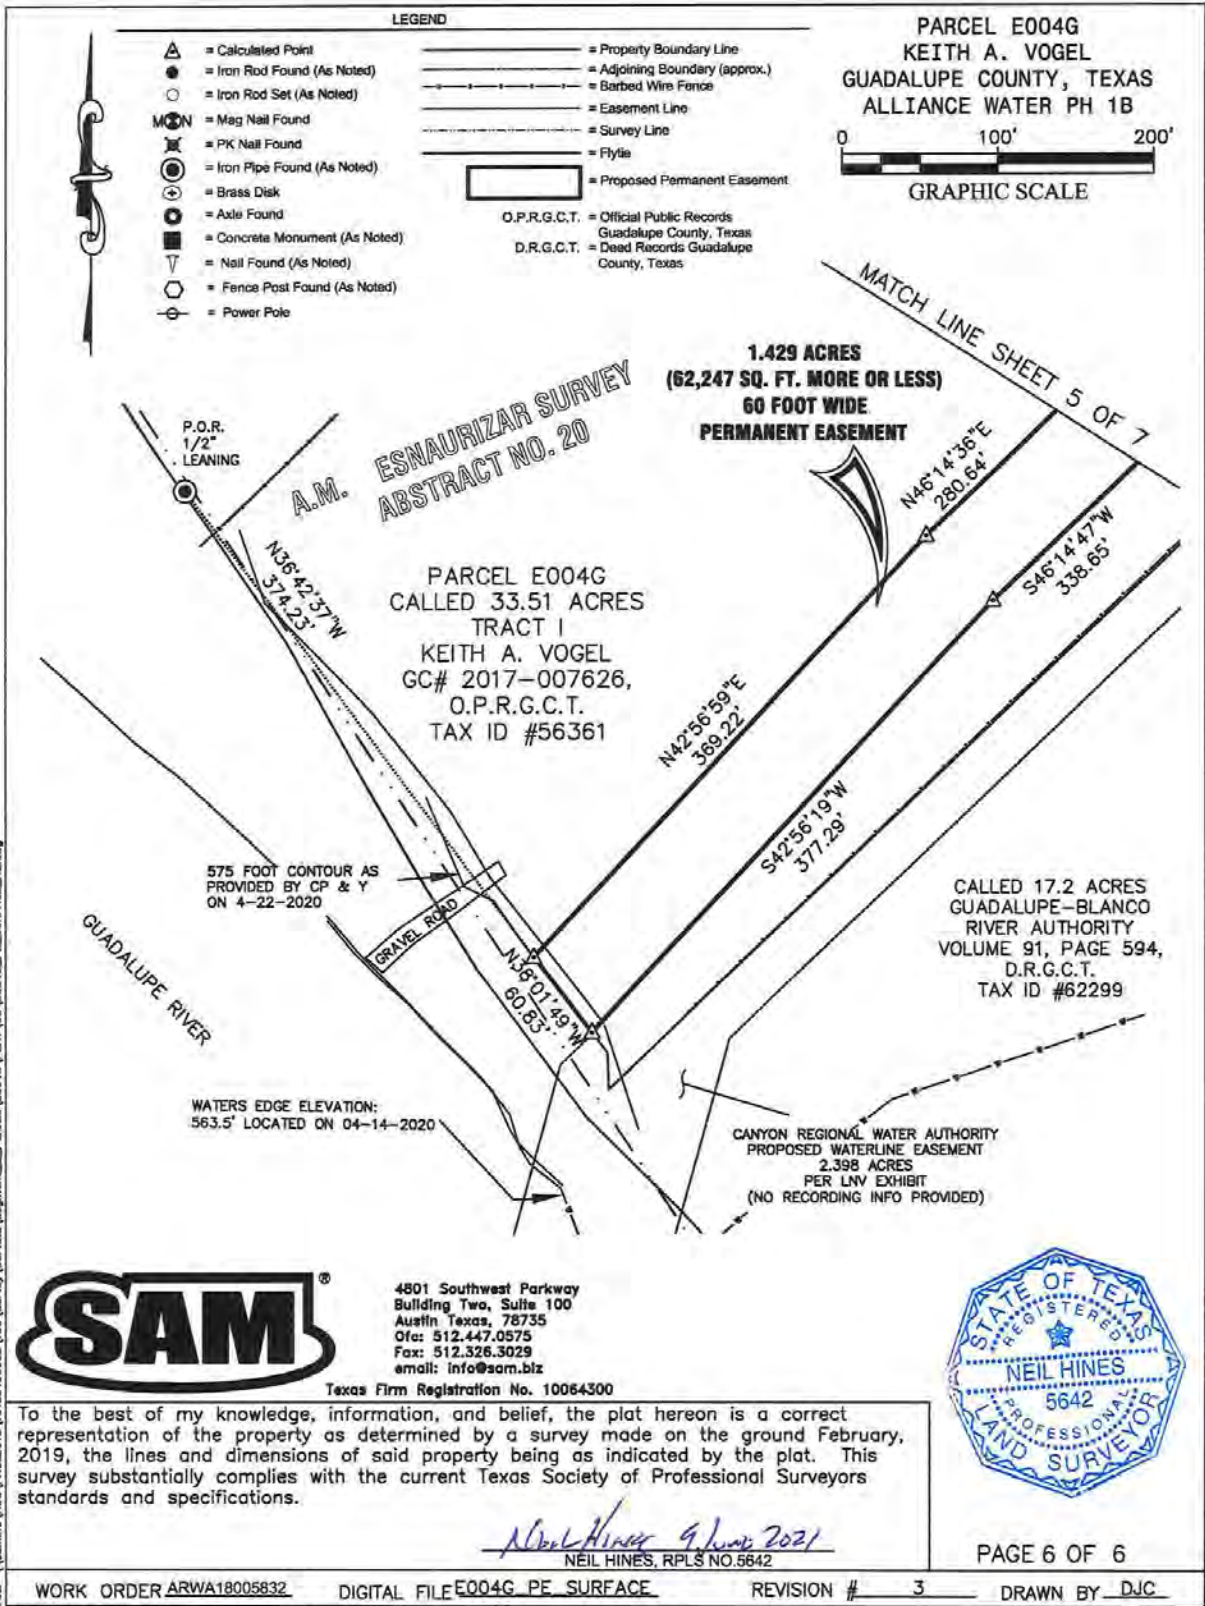 LEGEND
= Calculated Point
= Iron Rod Found (As Noted)
= Iron Rod Set (As Noted)
M N = Mag Nail Found
= PK Nail Found
= Iron Pipe Found (As Noted)
= Brass Disk
= Axle Found
= Concrete Monument (As Noted)
= Nail Found (As Noted)
= Fence Post Found (As Noted)
= Power Pole
= Property Boundary Line
= Adjoining Boundary (approx.)
= Barbed Wire Fence
= Easement Line
= Survey Line
= Flytie
= Proposed Permanent Easement
O.P.R.G.C.T. = Official Public Records
Guadalupe County, Texas
D.R.G.C.T. = Deed Records Guadalupe
County, Texas
PARCEL E004G
KEITH A. VOGEL
GUADALUPE COUNTY, TEXAS
ALLIANCE WATER PH 1B
0 100' 200'
GRAPHIC SCALE
MATCH LINE SHEET 5 OF 7
1.429 ACRES
(62,247 SQ. FT. MORE OR LESS)
60 FOOT WIDE
PERMANENT EASEMENT
P.O.R.
1/2"
LEANING
A.M. ESNAURIZAR SURVEY
ABSTRACT NO. 20
N46°14'36"E
280.64'
S46°14'47"W
338.65'
N36°42'37"W
374.23'
PARCEL E004G
CALLED 33.51 ACRES
TRACT I
KEITH A. VOGEL
GC# 2017-007626,
O.P.R.G.C.T.
TAX ID #56361
N42°56'59"E
369.22'
S42°56'19"W
377.29'
575 FOOT CONTOUR AS
PROVIDED BY CP & Y
ON 4-22-2020
GRAVEL ROAD
GUADALUPE RIVER
N38°01'49"W
60.83'
CALLED 17.2 ACRES
GUADALUPE-BLANCO
RIVER AUTHORITY
VOLUME 91, PAGE 594,
D.R.G.C.T.
TAX ID #62299
WATERS EDGE ELEVATION:
563.5' LOCATED ON 04-14-2020
CANYON REGIONAL WATER AUTHORITY
PROPOSED WATERLINE EASEMENT
2.398 ACRES
PER LNV EXHIBIT
(NO RECORDING INFO PROVIDED)
SAM®
4801 Southwest Parkway
Building Two, Suite 100
Austin Texas, 78735
Ofc: 512.447.0575
Fax: 512.326.3029
email: info@sam.biz
Texas Firm Registration No. 10064300
STATE OF TEXAS
REGISTERED
NEIL HINES
5642
PROFESSIONAL
LAND SURVEYOR
To the best of my knowledge, information, and belief, the plat hereon is a correct
representation of the property as determined by a survey made on the ground February,
2019, the lines and dimensions of said property being as indicated by the plat. This
survey substantially complies with the current Texas Society of Professional Surveyors
standards and specifications.
Neil Hines 9 June 2021
NEIL HINES, RPLS NO.5642
PAGE 6 OF 6
WORK ORDER ARWA18005832 DIGITAL FILE E004G_PE_SURFACE REVISION # 3 DRAWN BY DJC